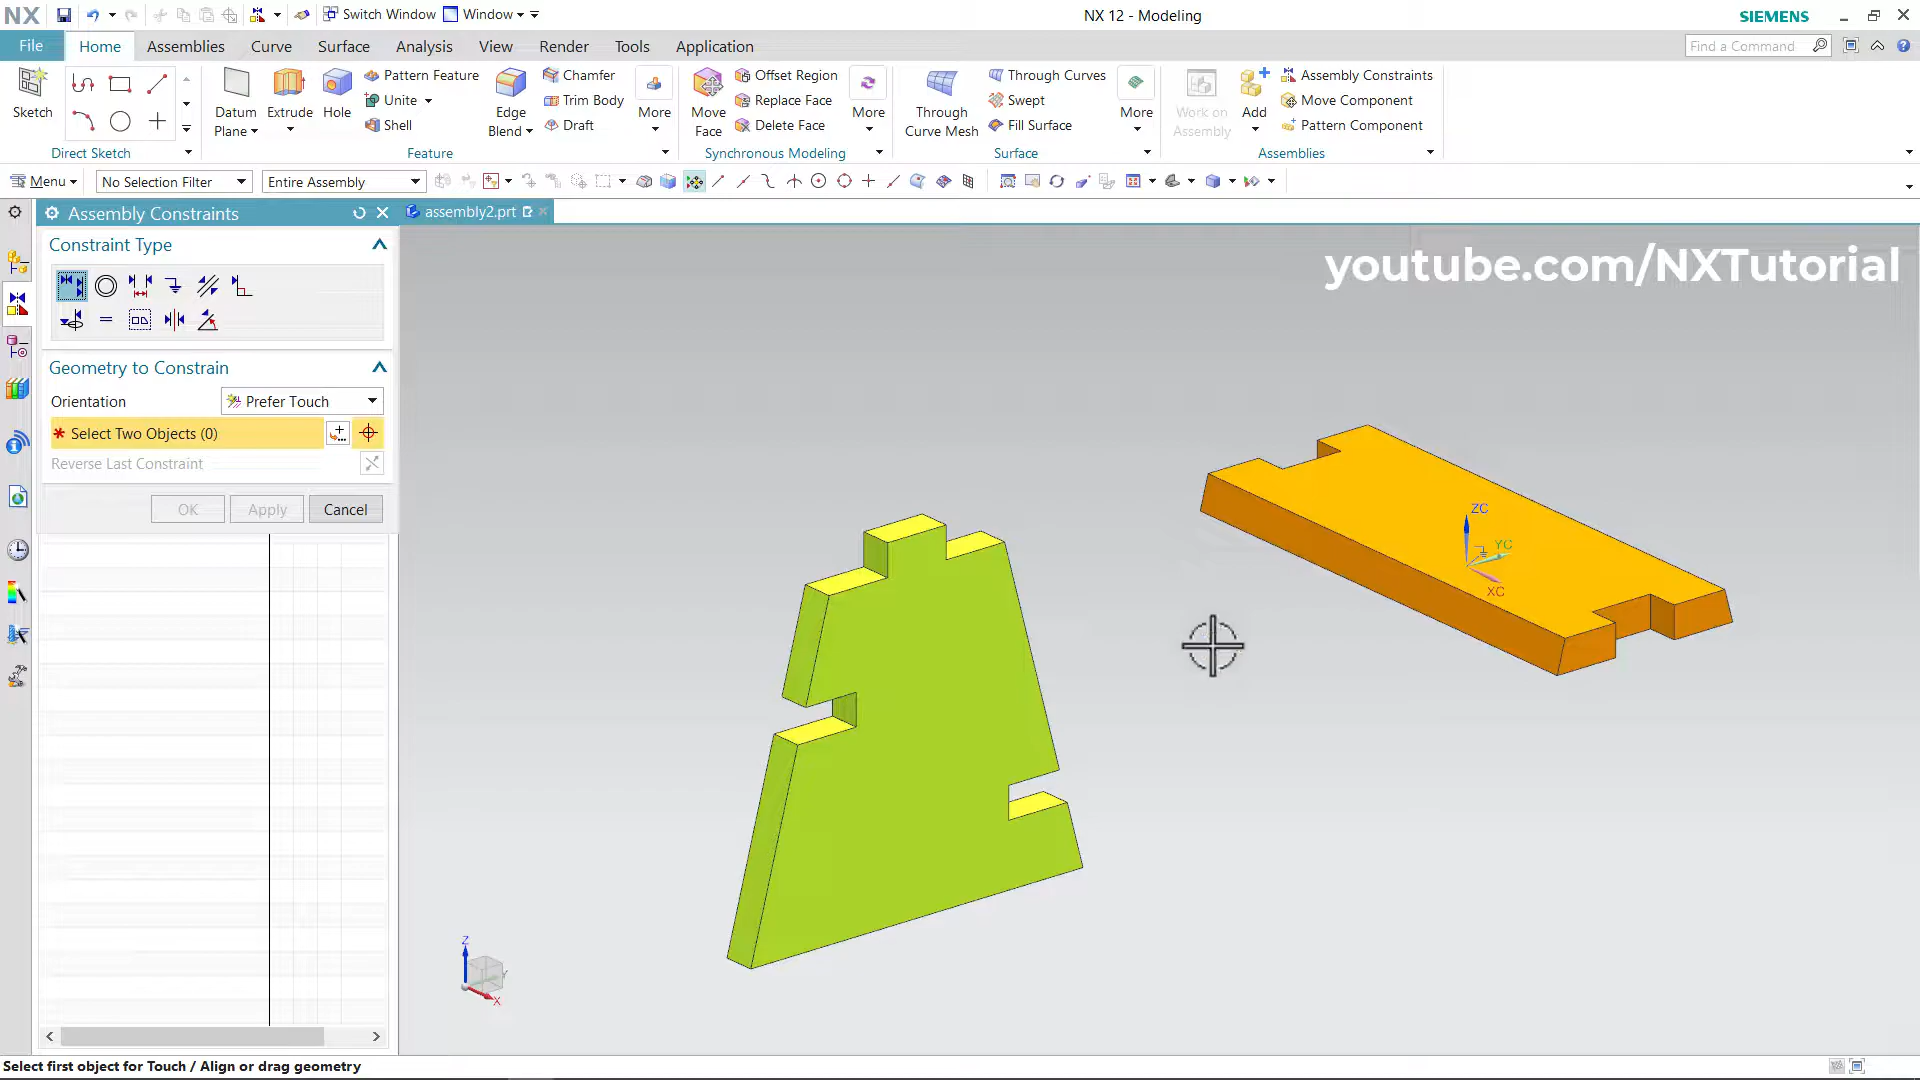 NX Switch Window Window NX 12 - Modeling SIEMENS
File Home Assemblies Curve Surface Analysis View Render Tools Application Find a Command
Sketch Datum Plane Extrude Hole Pattern Feature Unite Shell Edge Blend Chamfer Trim Body Draft More Move Face Offset Region Replace Face Delete Face More Through Curve Mesh Through Curves Swept Fill Surface More Work on Assembly Add Assembly Constraints Move Component Pattern Component
Direct Sketch Feature Synchronous Modeling Surface Assemblies
Menu No Selection Filter Entire Assembly
Assembly Constraints assembly2.prt
Constraint Type
youtube.com/NXTutorial
Geometry to Constrain
Orientation Prefer Touch
* Select Two Objects (0)
Reverse Last Constraint
OK Apply Cancel
ZC
YC
XC
Z
Y
X
Select first object for Touch / Align or drag geometry